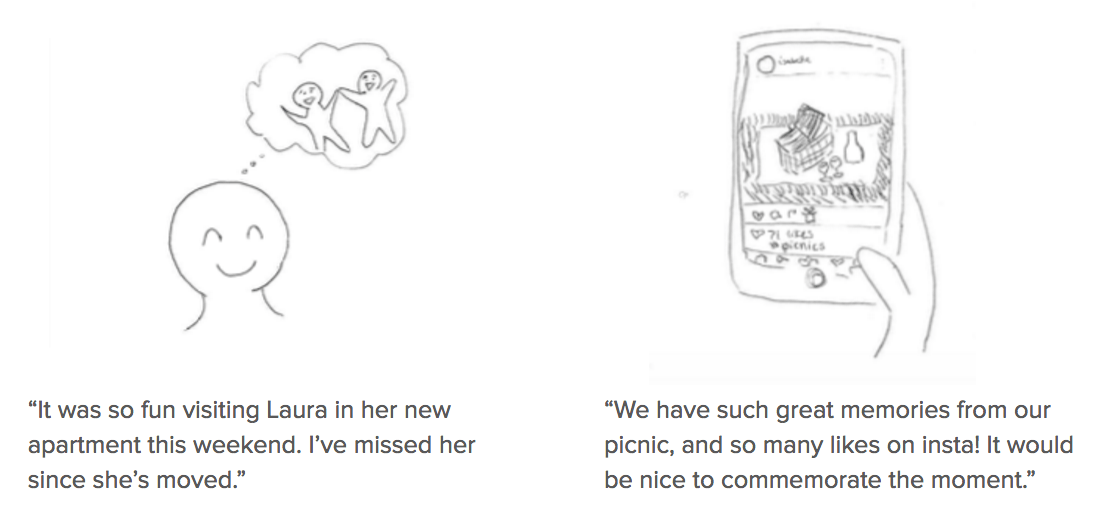 71 likes
#picnics
“It was so fun visiting Laura in her new
apartment this weekend. I’ve missed her
since she’s moved.”
“We have such great memories from our
picnic, and so many likes on insta! It would
be nice to commemorate the moment.”